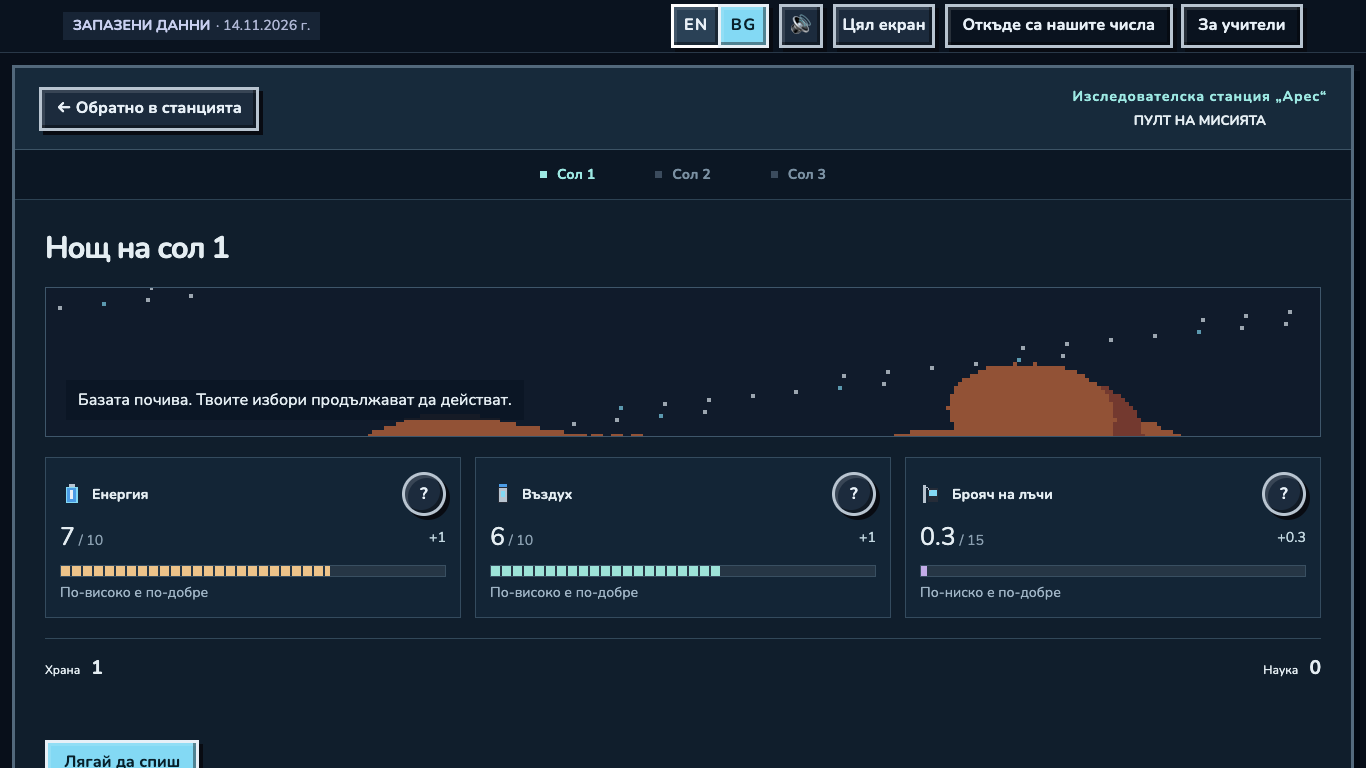 ЗАПАЗЕНИ ДАННИ · 14.11.2026 г.
EN BG
Цял екран
Откъде са нашите числа
За учители
← Обратно в станцията
Изследователска станция „Арес“
ПУЛТ НА МИСИЯТА
Сол 1 Сол 2 Сол 3
Нощ на сол 1
Базата почива. Твоите избори продължават да действат.
Енергия ?
7 / 10 +1
По-високо е по-добре
Въздух ?
6 / 10 +1
По-високо е по-добре
Брояч на лъчи ?
0.3 / 15 +0.3
По-ниско е по-добре
Храна 1
Наука 0
Лягай да спиш